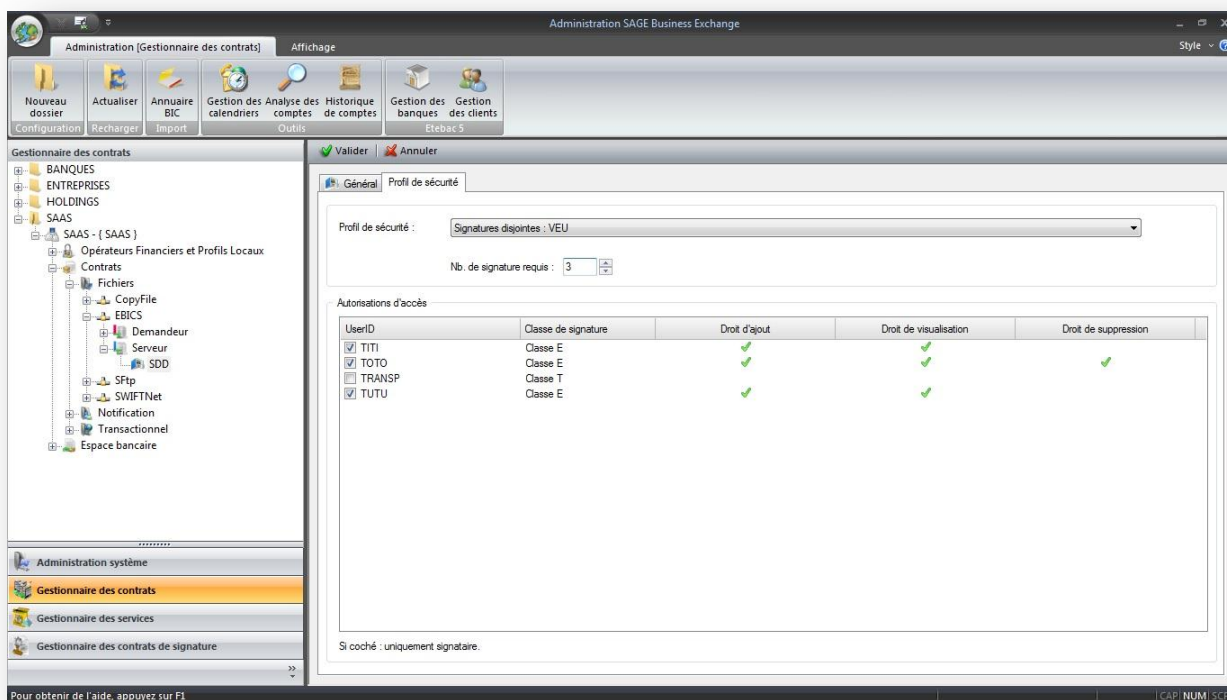 Administration SAGE Business Exchange
Administration [Gestionnaire des contrats] Affichage Style
Nouveau dossier Actualiser Annuaire BIC Gestion des calendriers Analyse des comptes Historique de comptes Gestion des banques Gestion des clients
Configuration Recharger Import Outils Etebac 5
Gestionnaire des contrats
BANQUES
ENTREPRISES
HOLDINGS
SAAS
SAAS - { SAAS }
Opérateurs Financiers et Profils Locaux
Contrats
Fichiers
CopyFile
EBICS
Demandeur
Serveur
SDD
SFtp
SWIFTNet
Notification
Transactionnel
Espace bancaire
Administration système
Gestionnaire des contrats
Gestionnaire des services
Gestionnaire des contrats de signature
Valider Annuler
Général Profil de sécurité
Profil de sécurité : Signatures disjointes : VEU
Nb. de signature requis : 3
Autorisations d'accès
UserID Classe de signature Droit d'ajout Droit de visualisation Droit de suppression
TITI Classe E
TOTO Classe E
TRANSP Classe T
TUTU Classe E
Si coché : uniquement signataire.
Pour obtenir de l'aide, appuyez sur F1 CAP NUM SCR